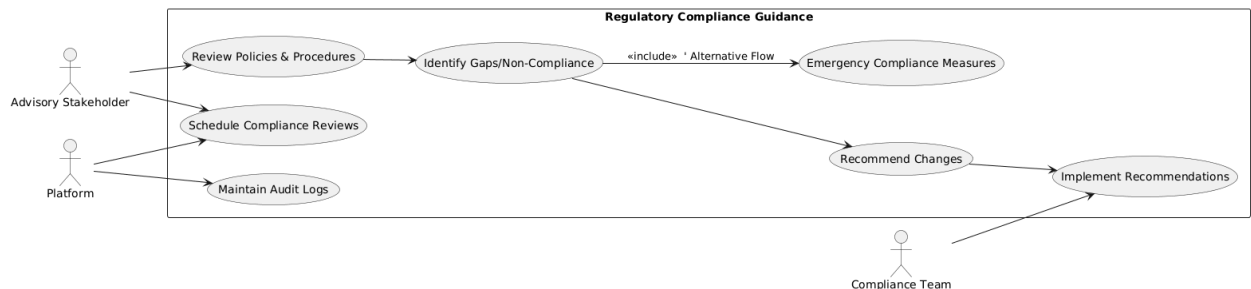 Regulatory Compliance Guidance
Review Policies & Procedures
Identify Gaps/Non-Compliance
«include»  ' Alternative Flow
Emergency Compliance Measures
Advisory Stakeholder
Schedule Compliance Reviews
Recommend Changes
Implement Recommendations
Platform
Maintain Audit Logs
Compliance Team